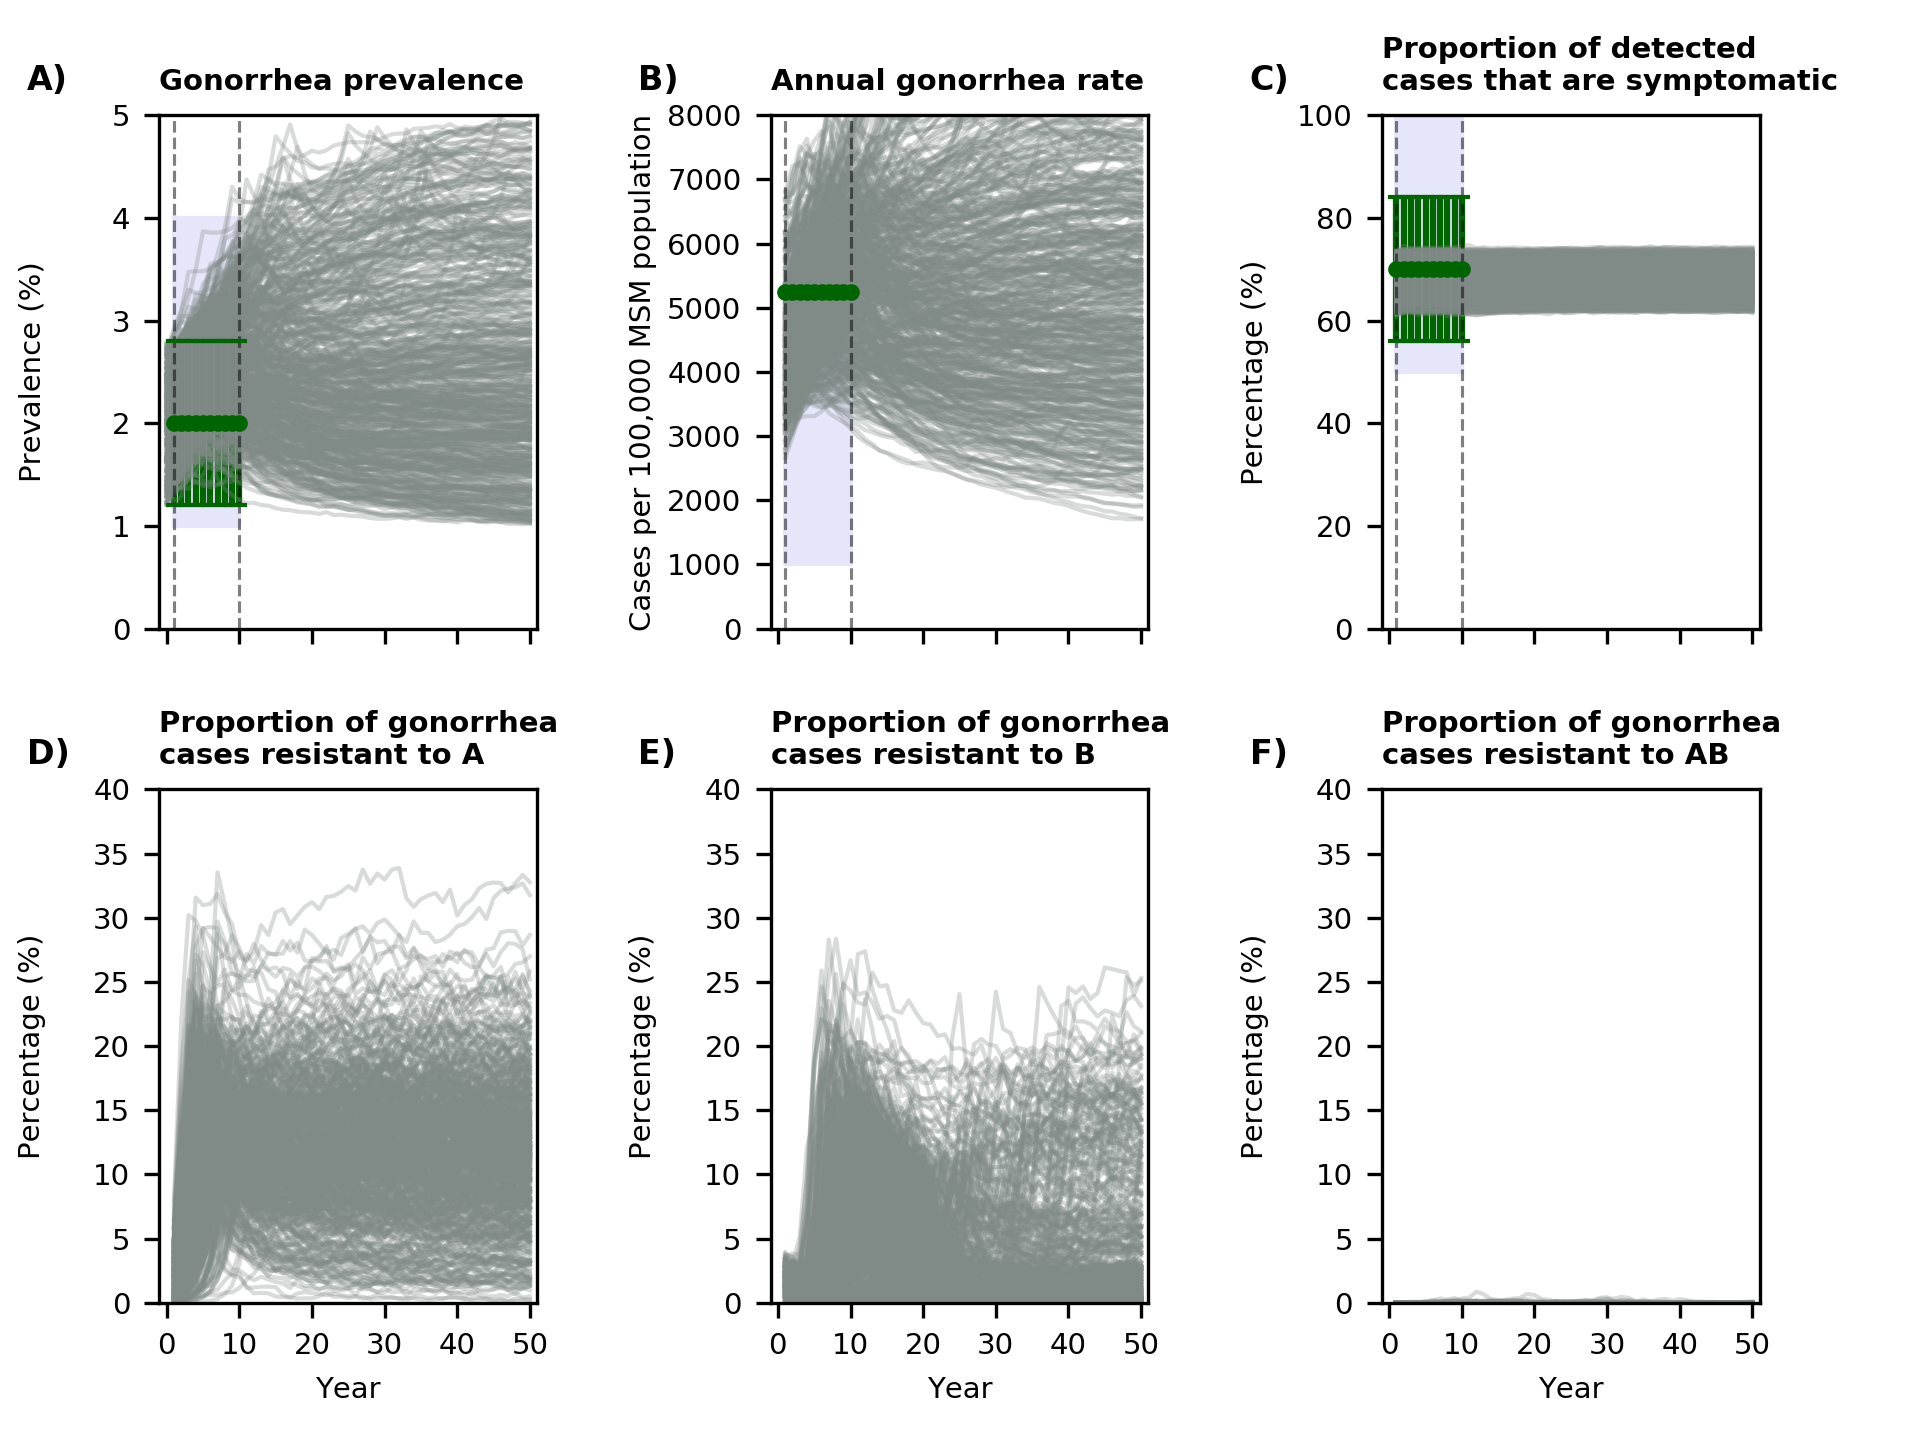 A) Gonorrhea prevalence
5
4
3
2
1
0
Prevalence (%)
B) Annual gonorrhea rate
8000
7000
6000
5000
4000
3000
2000
1000
0
Cases per 100,000 MSM population
C) Proportion of detected
cases that are symptomatic
100
80
60
40
20
0
Percentage (%)
D) Proportion of gonorrhea
cases resistant to A
40
35
30
25
20
15
10
5
0
Percentage (%)
0 10 20 30 40 50
Year
E) Proportion of gonorrhea
cases resistant to B
40
35
30
25
20
15
10
5
0
Percentage (%)
0 10 20 30 40 50
Year
F) Proportion of gonorrhea
cases resistant to AB
40
35
30
25
20
15
10
5
0
Percentage (%)
0 10 20 30 40 50
Year